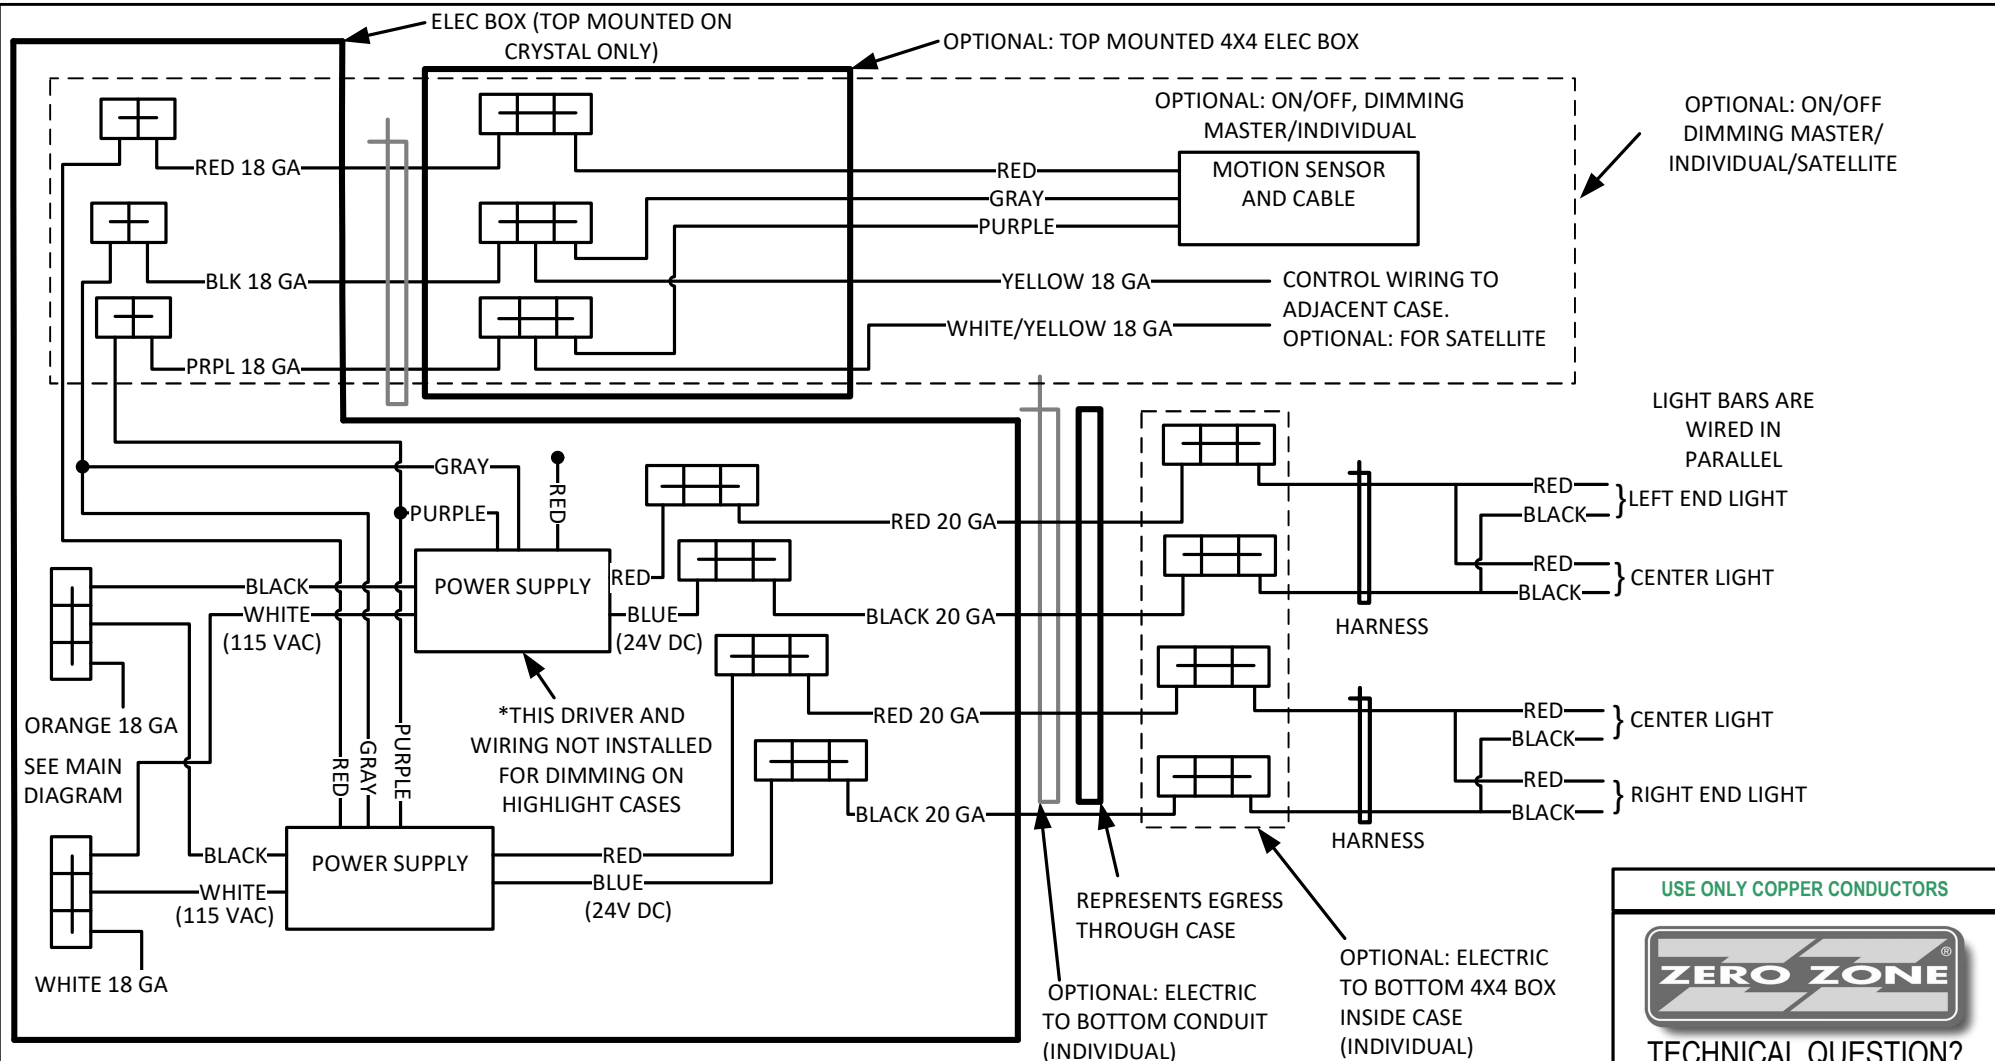 ELEC BOX (TOP MOUNTED ON
CRYSTAL ONLY)
OPTIONAL: TOP MOUNTED 4X4 ELEC BOX
OPTIONAL: ON/OFF, DIMMING
MASTER/INDIVIDUAL
OPTIONAL: ON/OFF
DIMMING MASTER/
INDIVIDUAL/SATELLITE
RED 18 GA
RED
GRAY
PURPLE
MOTION SENSOR
AND CABLE
BLK 18 GA
YELLOW 18 GA
WHITE/YELLOW 18 GA
CONTROL WIRING TO
ADJACENT CASE.
OPTIONAL: FOR SATELLITE
PRPL 18 GA
LIGHT BARS ARE
WIRED IN
PARALLEL
GRAY
PURPLE
RED
RED 20 GA
RED
BLACK
}LEFT END LIGHT
BLACK
WHITE
(115 VAC)
POWER SUPPLY
RED
BLUE
(24V DC)
BLACK 20 GA
RED
BLACK
} CENTER LIGHT
HARNESS
ORANGE 18 GA
SEE MAIN
DIAGRAM
RED
GRAY
PURPLE
*THIS DRIVER AND
WIRING NOT INSTALLED
FOR DIMMING ON
HIGHLIGHT CASES
RED 20 GA
RED
BLACK
} CENTER LIGHT
BLACK 20 GA
RED
BLACK
} RIGHT END LIGHT
HARNESS
BLACK
WHITE
(115 VAC)
POWER SUPPLY
RED
BLUE
(24V DC)
WHITE 18 GA
REPRESENTS EGRESS
THROUGH CASE
OPTIONAL: ELECTRIC
TO BOTTOM CONDUIT
(INDIVIDUAL)
OPTIONAL: ELECTRIC
TO BOTTOM 4X4 BOX
INSIDE CASE
(INDIVIDUAL)
USE ONLY COPPER CONDUCTORS
ZERO ZONE®
TECHNICAL QUESTION?